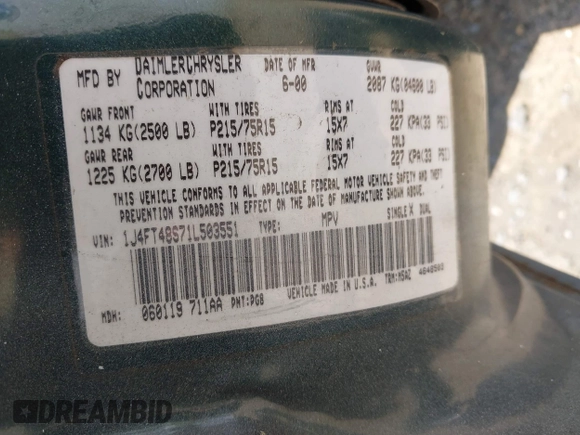 MFD BY DAIMLERCHRYSLER CORPORATION DATE OF MFR 6-00 GVWR 2087 KG(04600 LB)
GAWR FRONT WITH TIRES RIMS AT COLD
1134 KG(2500 LB) P215/75R15 15X7 227 KPA(33 PSI)
GAWR REAR WITH TIRES RIMS AT COLD
1225 KG(2700 LB) P215/75R15 15X7 227 KPA(33 PSI)
THIS VEHICLE CONFORMS TO ALL APPLICABLE FEDERAL MOTOR VEHICLE SAFETY AND THEFT
PREVENTION STANDARDS IN EFFECT ON THE DATE OF MANUFACTURE SHOWN ABOVE.
VIN: 1J4FT48S71L503551 TYPE: MPV SINGLE X DUAL
MDH: 060119 711AA PNT:PG8 VEHICLE MADE IN U.S.A. TRM:M5AZ
DREAMBID